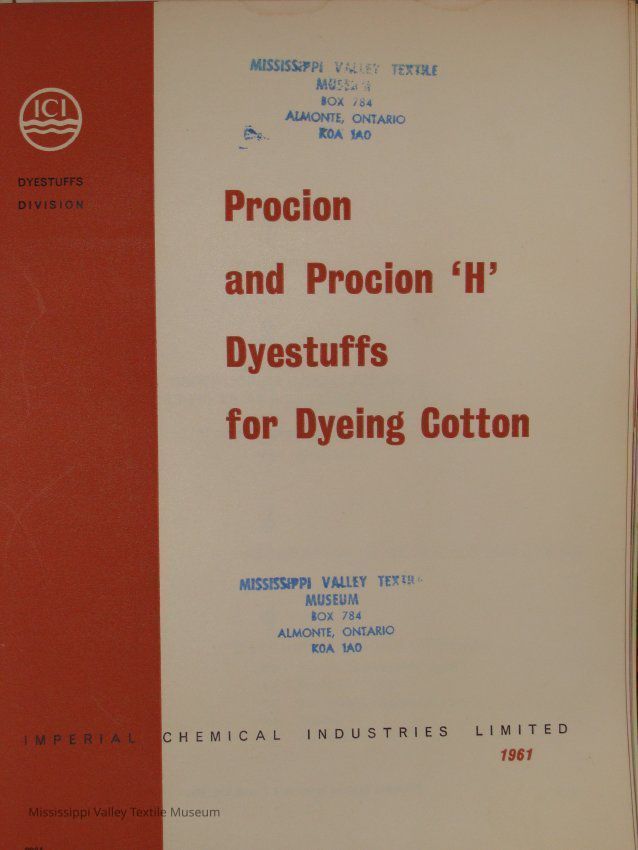 ICI
DYESTUFFS
DIVISION
MISSISSIPPI VALLEY TEXTILE
MUSEUM
BOX 784
ALMONTE, ONTARIO
K0A 1A0
Procion
and Procion ‘H’
Dyestuffs
for Dyeing Cotton
MISSISSIPPI VALLEY TEXTILE
MUSEUM
BOX 784
ALMONTE, ONTARIO
K0A 1A0
IMPERIAL CHEMICAL INDUSTRIES LIMITED
1961
Mississippi Valley Textile Museum